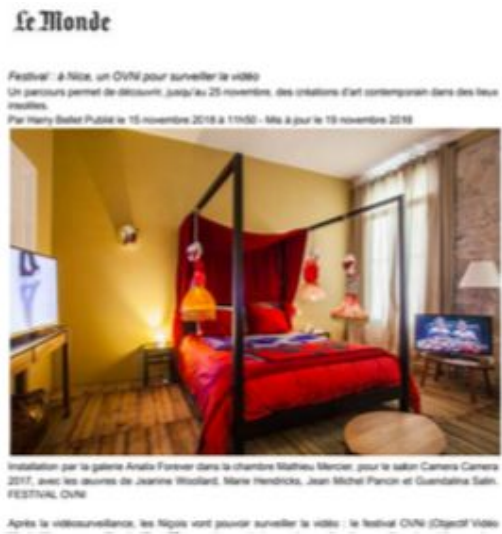 Le Monde
Festival : à Nice, un OVNI pour surveiller la vidéo
Un parcours permet de découvrir, jusqu'au 25 novembre, des créations d'art contemporain dans des lieux
insolites.
Par Harry Bellet Publié le 15 novembre 2018 à 11h50 - Mis à jour le 19 novembre 2018
Installation par la galerie Analix Forever dans la chambre Mathieu Mercier, pour le salon Camera Camera
2017, avec les œuvres de Jeanine Woollard, Marie Hendricks, Jean Michel Pancin et Guendalina Salin.
FESTIVAL OVNI
Après la vidéosurveillance, les Niçois vont pouvoir surveiller la vidéo : le festival OVNI (Objectif Vidéo